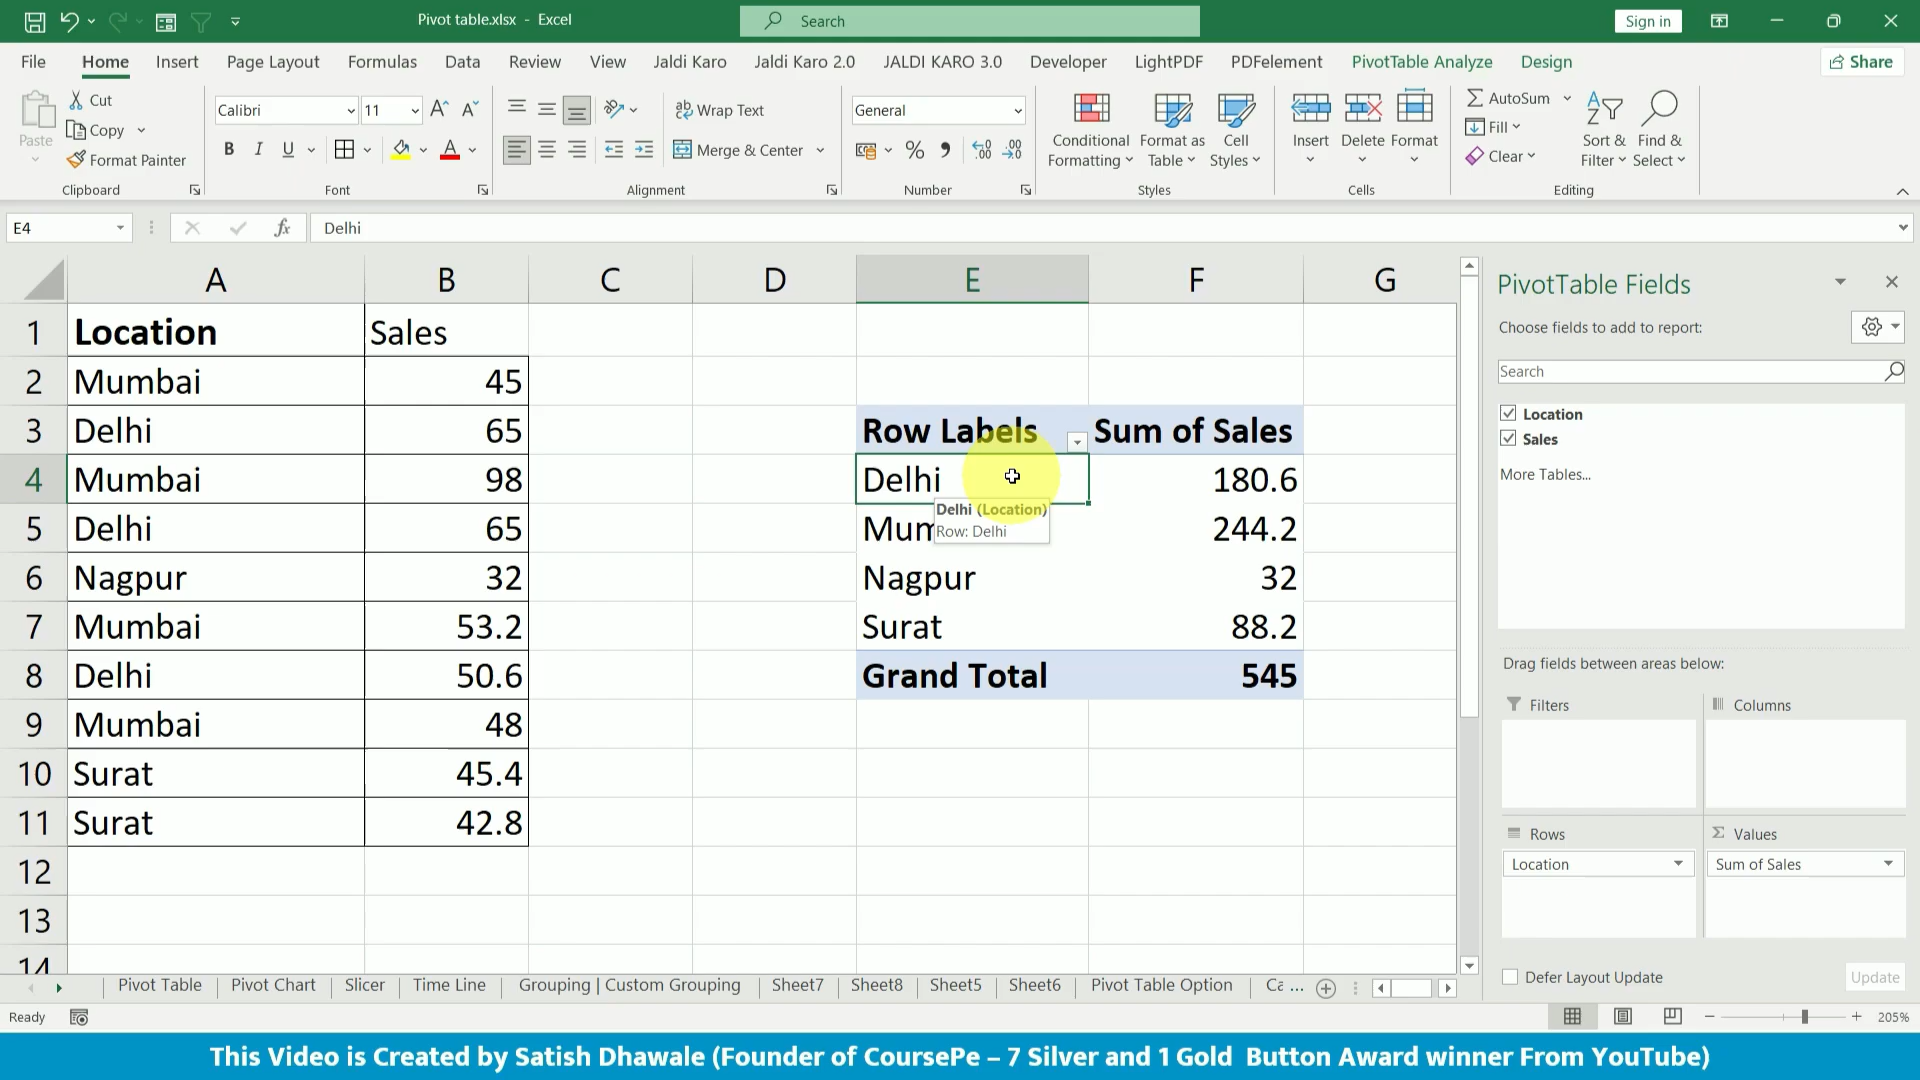 Pivot table.xlsx - Excel
Search
Sign in
File Home Insert Page Layout Formulas Data Review View Jaldi Karo Jaldi Karo 2.0 JALDI KARO 3.0 Developer LightPDF PDFelement PivotTable Analyze Design Share
Paste
Cut
Copy
Format Painter
Clipboard
Calibri 11
B I U
Font
Wrap Text
Merge & Center
Alignment
General
Number
Conditional Formatting
Format as Table
Cell Styles
Styles
Insert Delete Format
Cells
AutoSum
Fill
Clear
Sort & Filter
Find & Select
Editing
E4 fx Delhi
A B C D E F G
1 Location Sales
2 Mumbai 45
3 Delhi 65 Row Labels Sum of Sales
4 Mumbai 98 Delhi 180.6
Delhi (Location)
Row: Delhi
5 Delhi 65 Mum 244.2
6 Nagpur 32 Nagpur 32
7 Mumbai 53.2 Surat 88.2
8 Delhi 50.6 Grand Total 545
9 Mumbai 48
10 Surat 45.4
11 Surat 42.8
12
13
14
PivotTable Fields
Choose fields to add to report:
Search
Location
Sales
More Tables...
Drag fields between areas below:
Filters Columns
Rows Values
Location Sum of Sales
Defer Layout Update Update
Pivot Table Pivot Chart Slicer Time Line Grouping | Custom Grouping Sheet7 Sheet8 Sheet5 Sheet6 Pivot Table Option Ca ...
Ready 205%
This Video is Created by Satish Dhawale (Founder of CoursePe – 7 Silver and 1 Gold Button Award winner From YouTube)